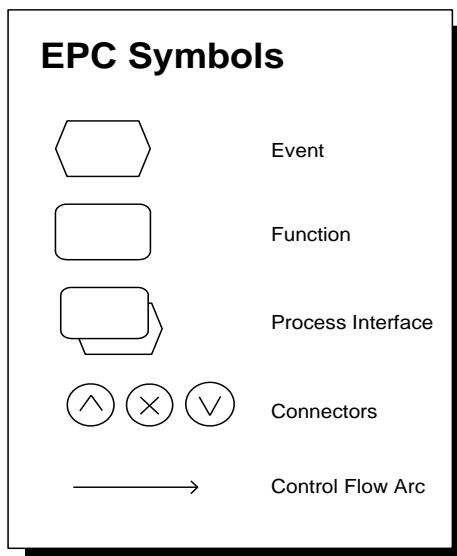 EPC Symbols
Event
Function
Process Interface
Connectors
Control Flow Arc